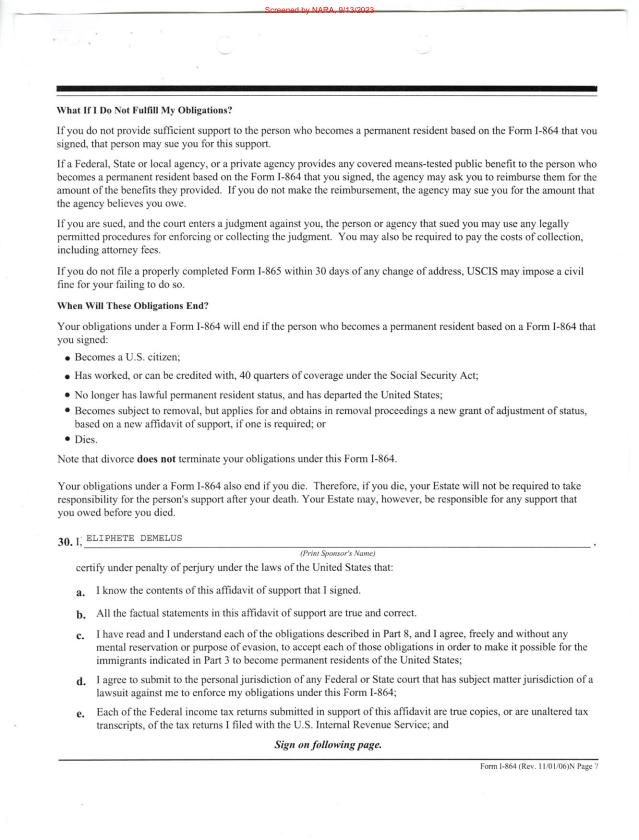 Screened by NARA, 9/13/2023
What If I Do Not Fulfill My Obligations?
If you do not provide sufficient support to the person who becomes a permanent resident based on the Form I-864 that you
signed, that person may sue you for this support.
If a Federal, State or local agency, or a private agency provides any covered means-tested public benefit to the person who
becomes a permanent resident based on the Form I-864 that you signed, the agency may ask you to reimburse them for the
amount of the benefits they provided. If you do not make the reimbursement, the agency may sue you for the amount that
the agency believes you owe.
If you are sued, and the court enters a judgment against you, the person or agency that sued you may use any legally
permitted procedures for enforcing or collecting the judgment. You may also be required to pay the costs of collection,
including attorney fees.
If you do not file a properly completed Form I-865 within 30 days of any change of address, USCIS may impose a civil
fine for your failing to do so.
When Will These Obligations End?
Your obligations under a Form I-864 will end if the person who becomes a permanent resident based on a Form I-864 that
you signed:
• Becomes a U.S. citizen;
• Has worked, or can be credited with, 40 quarters of coverage under the Social Security Act;
• No longer has lawful permanent resident status, and has departed the United States;
• Becomes subject to removal, but applies for and obtains in removal proceedings a new grant of adjustment of status,
based on a new affidavit of support, if one is required; or
• Dies.
Note that divorce does not terminate your obligations under this Form I-864.
Your obligations under a Form I-864 also end if you die. Therefore, if you die, your Estate will not be required to take
responsibility for the person's support after your death. Your Estate may, however, be responsible for any support that
you owed before you died.
30. I, ELIPHETE DEMELUS .
(Print Sponsor's Name)
certify under penalty of perjury under the laws of the United States that:
a. I know the contents of this affidavit of support that I signed.
b. All the factual statements in this affidavit of support are true and correct.
c. I have read and I understand each of the obligations described in Part 8, and I agree, freely and without any
mental reservation or purpose of evasion, to accept each of those obligations in order to make it possible for the
immigrants indicated in Part 3 to become permanent residents of the United States;
d. I agree to submit to the personal jurisdiction of any Federal or State court that has subject matter jurisdiction of a
lawsuit against me to enforce my obligations under this Form I-864;
e. Each of the Federal income tax returns submitted in support of this affidavit are true copies, or are unaltered tax
transcripts, of the tax returns I filed with the U.S. Internal Revenue Service; and
Sign on following page.
Form I-864 (Rev. 11/01/06)N Page 7